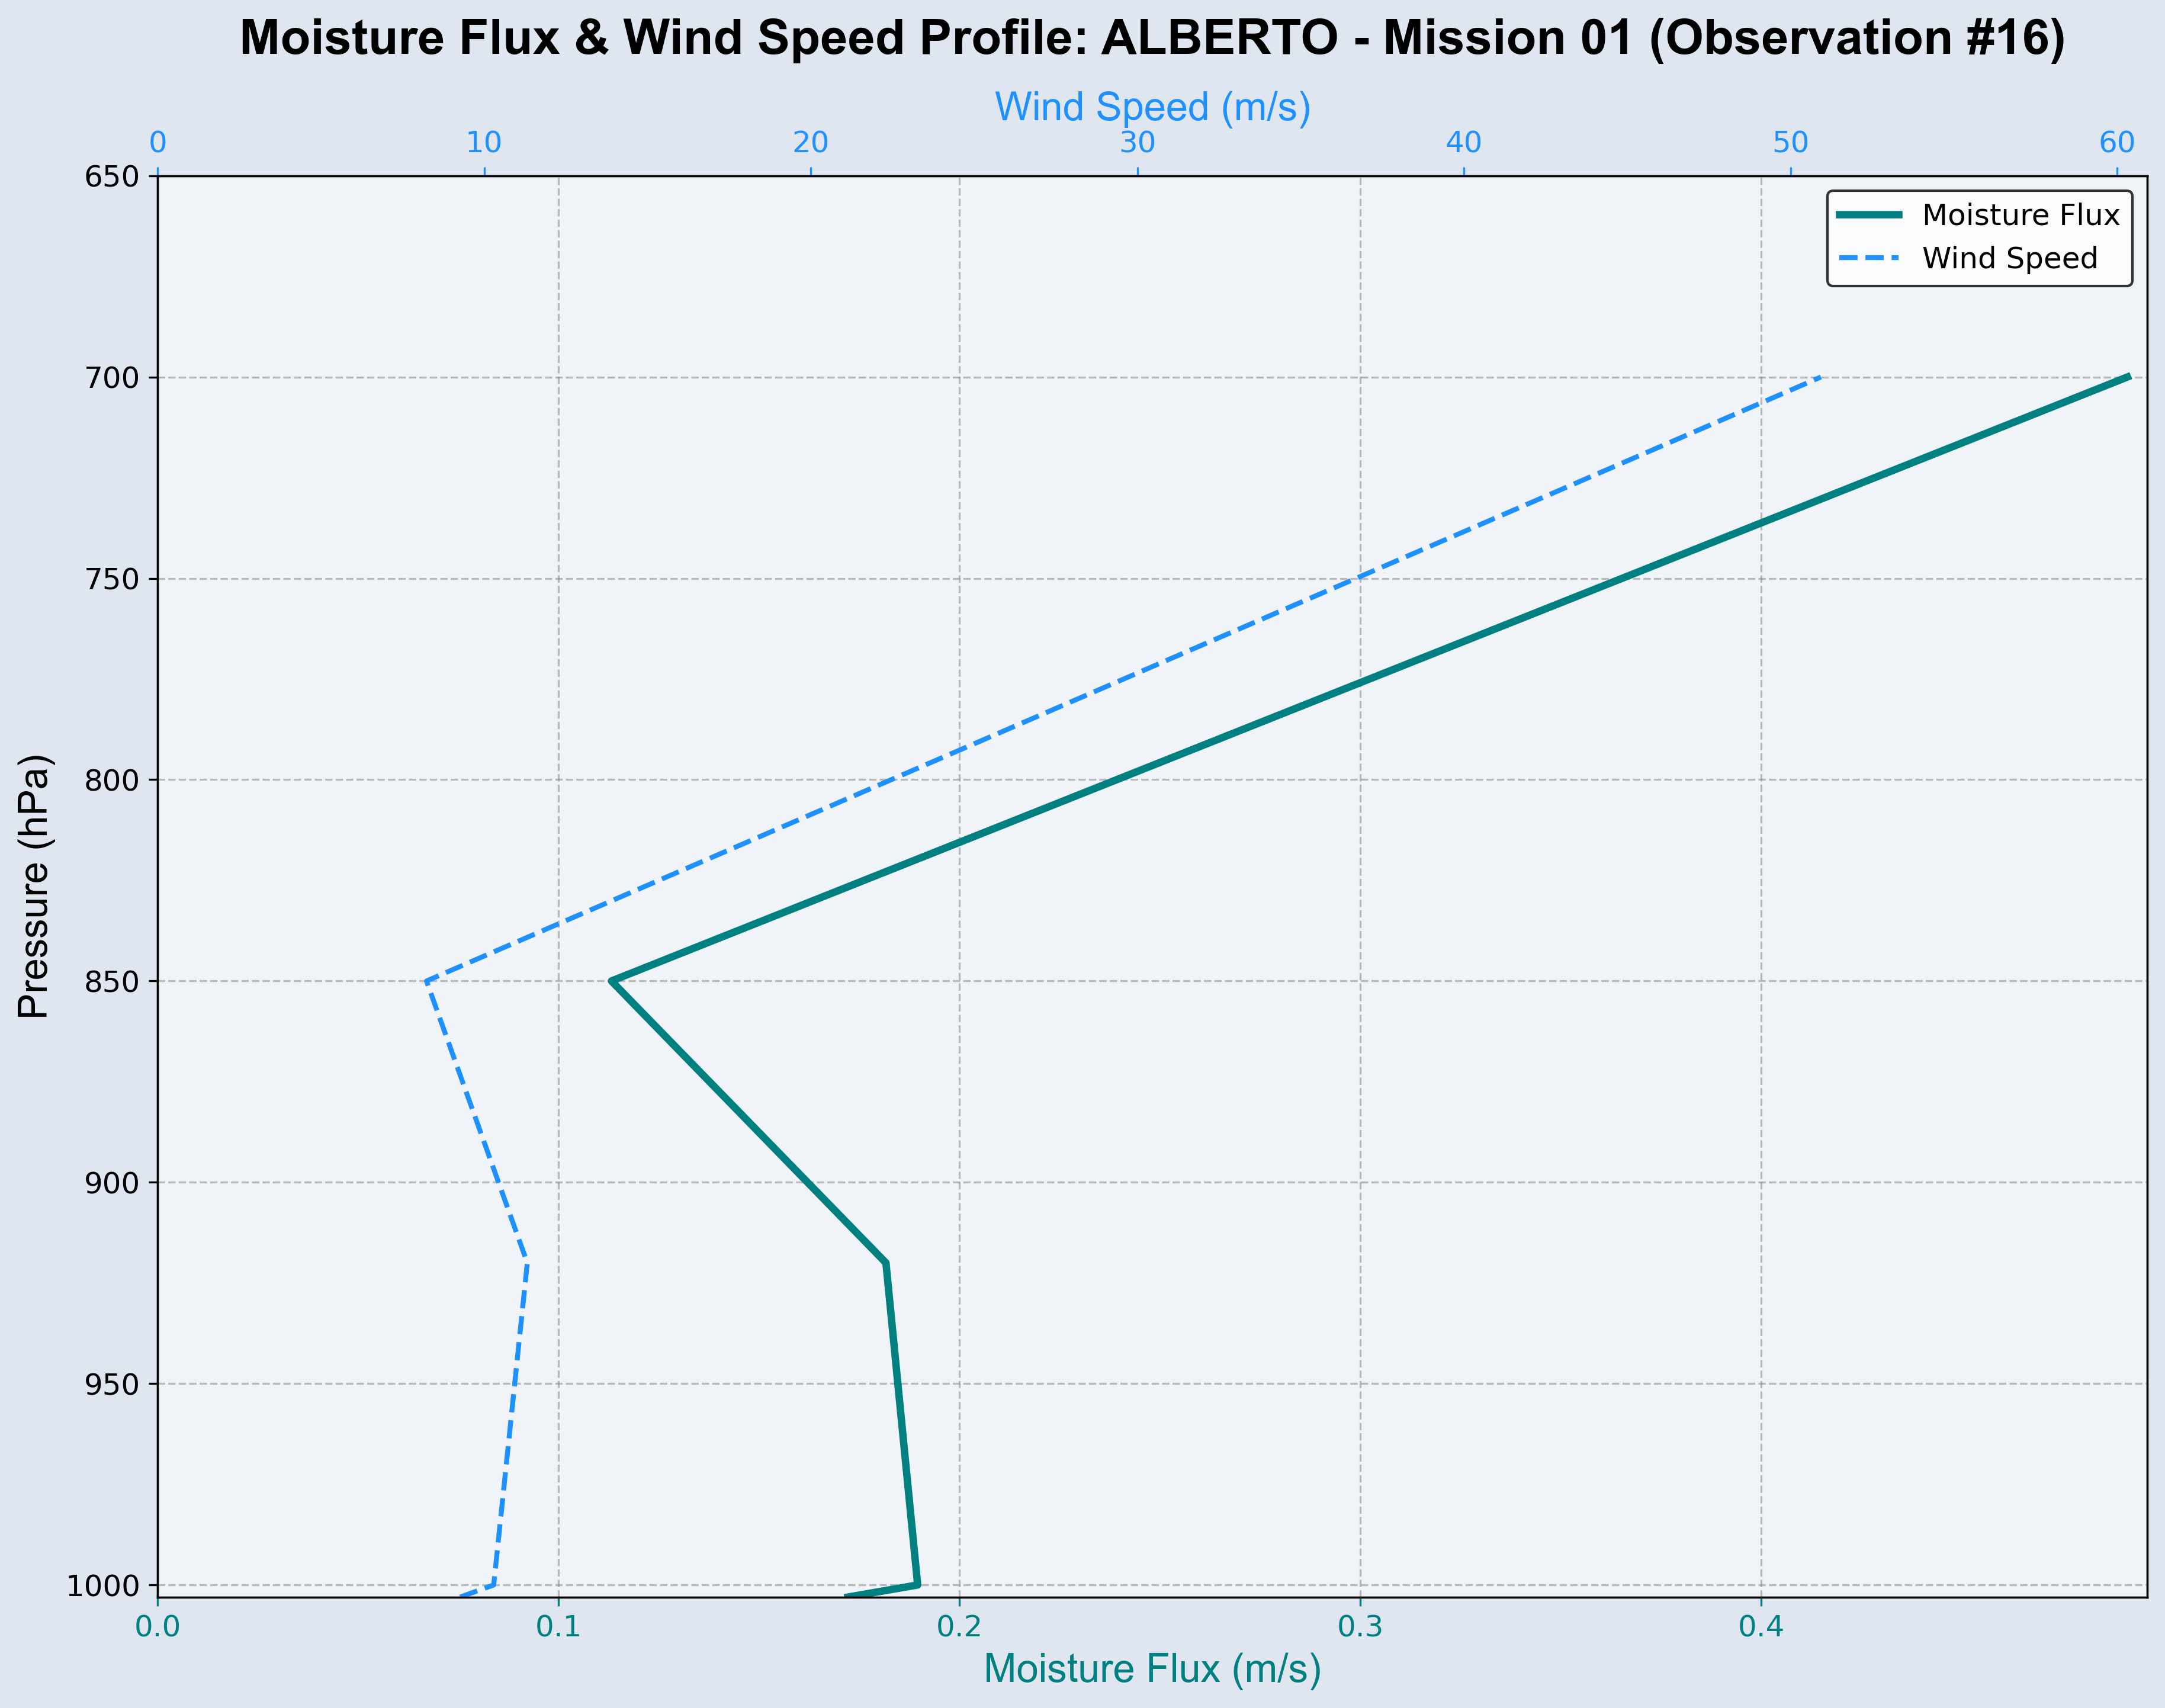 Moisture Flux & Wind Speed Profile: ALBERTO - Mission 01 (Observation #16)
Wind Speed (m/s)
0 10 20 30 40 50 60
Moisture Flux
Wind Speed
Pressure (hPa)
650
700
750
800
850
900
950
1000
0.0 0.1 0.2 0.3 0.4
Moisture Flux (m/s)